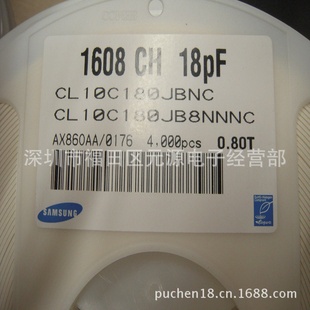 1608 CH 18pF
CL10C180JBNC
CL10C180JB8NNNC
AX860AA/0176 4,000pcs 0.80T
深圳市福田区元源电子经营部
SAMSUNG
puchen18.cn.1688.com